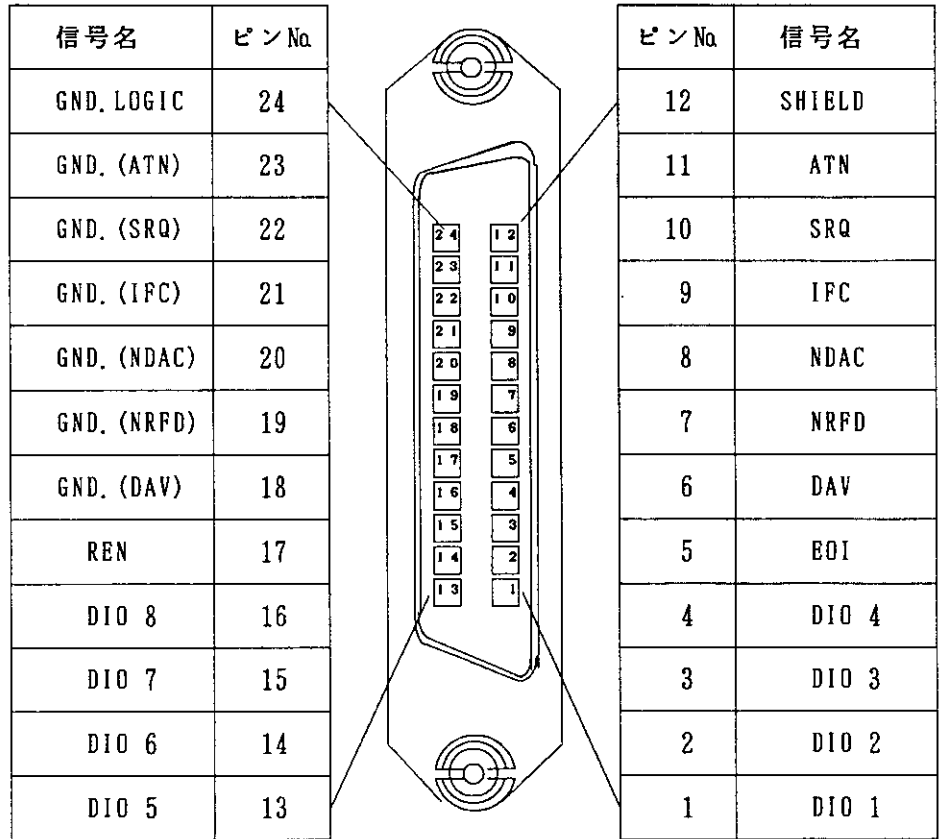 信号名 ピンNo.
GND.LOGIC 24
GND.(ATN) 23
GND.(SRQ) 22
GND.(IFC) 21
GND.(NDAC) 20
GND.(NRFD) 19
GND.(DAV) 18
REN 17
DIO 8 16
DIO 7 15
DIO 6 14
DIO 5 13
24 12
23 11
22 10
21 9
20 8
19 7
18 6
17 5
16 4
15 3
14 2
13 1
ピンNo. 信号名
12 SHIELD
11 ATN
10 SRQ
9 IFC
8 NDAC
7 NRFD
6 DAV
5 EOI
4 DIO 4
3 DIO 3
2 DIO 2
1 DIO 1